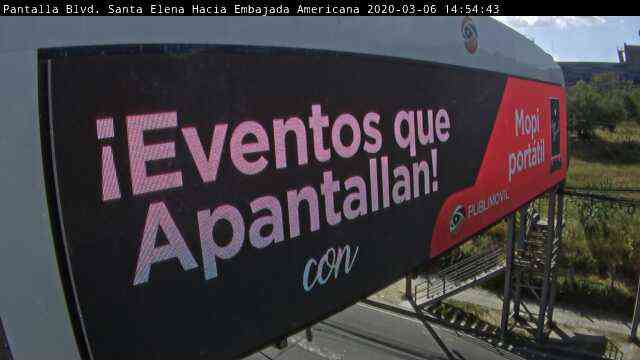 Pantalla Blvd. Santa Elena Hacia Embajada Americana 2020-03-06 14:54:43
¡Eventos que
Apantallan!
con
Mopi
portátil
PUBLIMOVIL